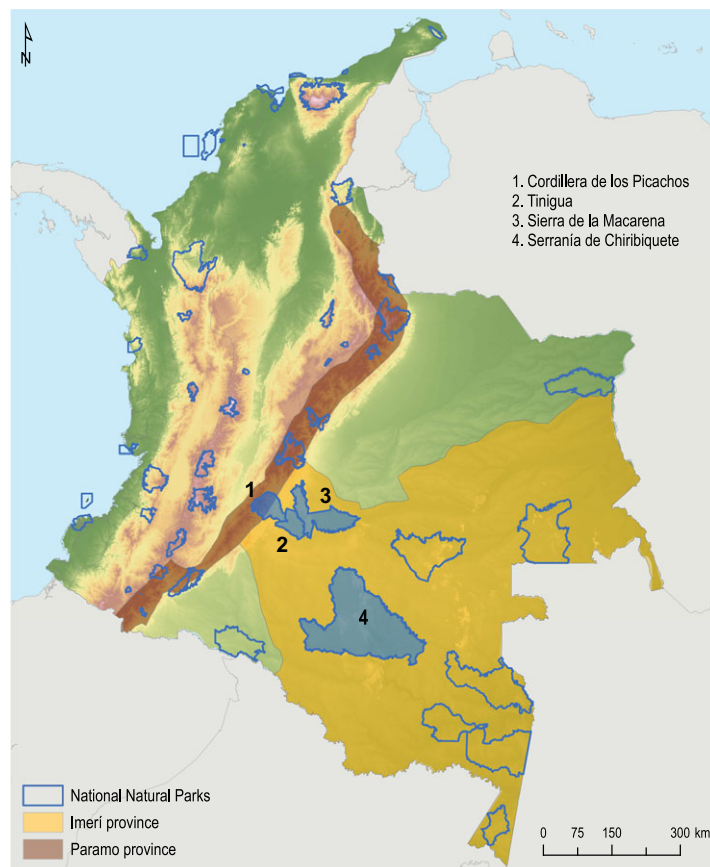 N
1. Cordillera de los Picachos
2. Tinigua
3. Sierra de la Macarena
4. Serranía de Chiribiquete
1
3
2
4
National Natural Parks
Imerí province
Paramo province
0 75 150 300 km